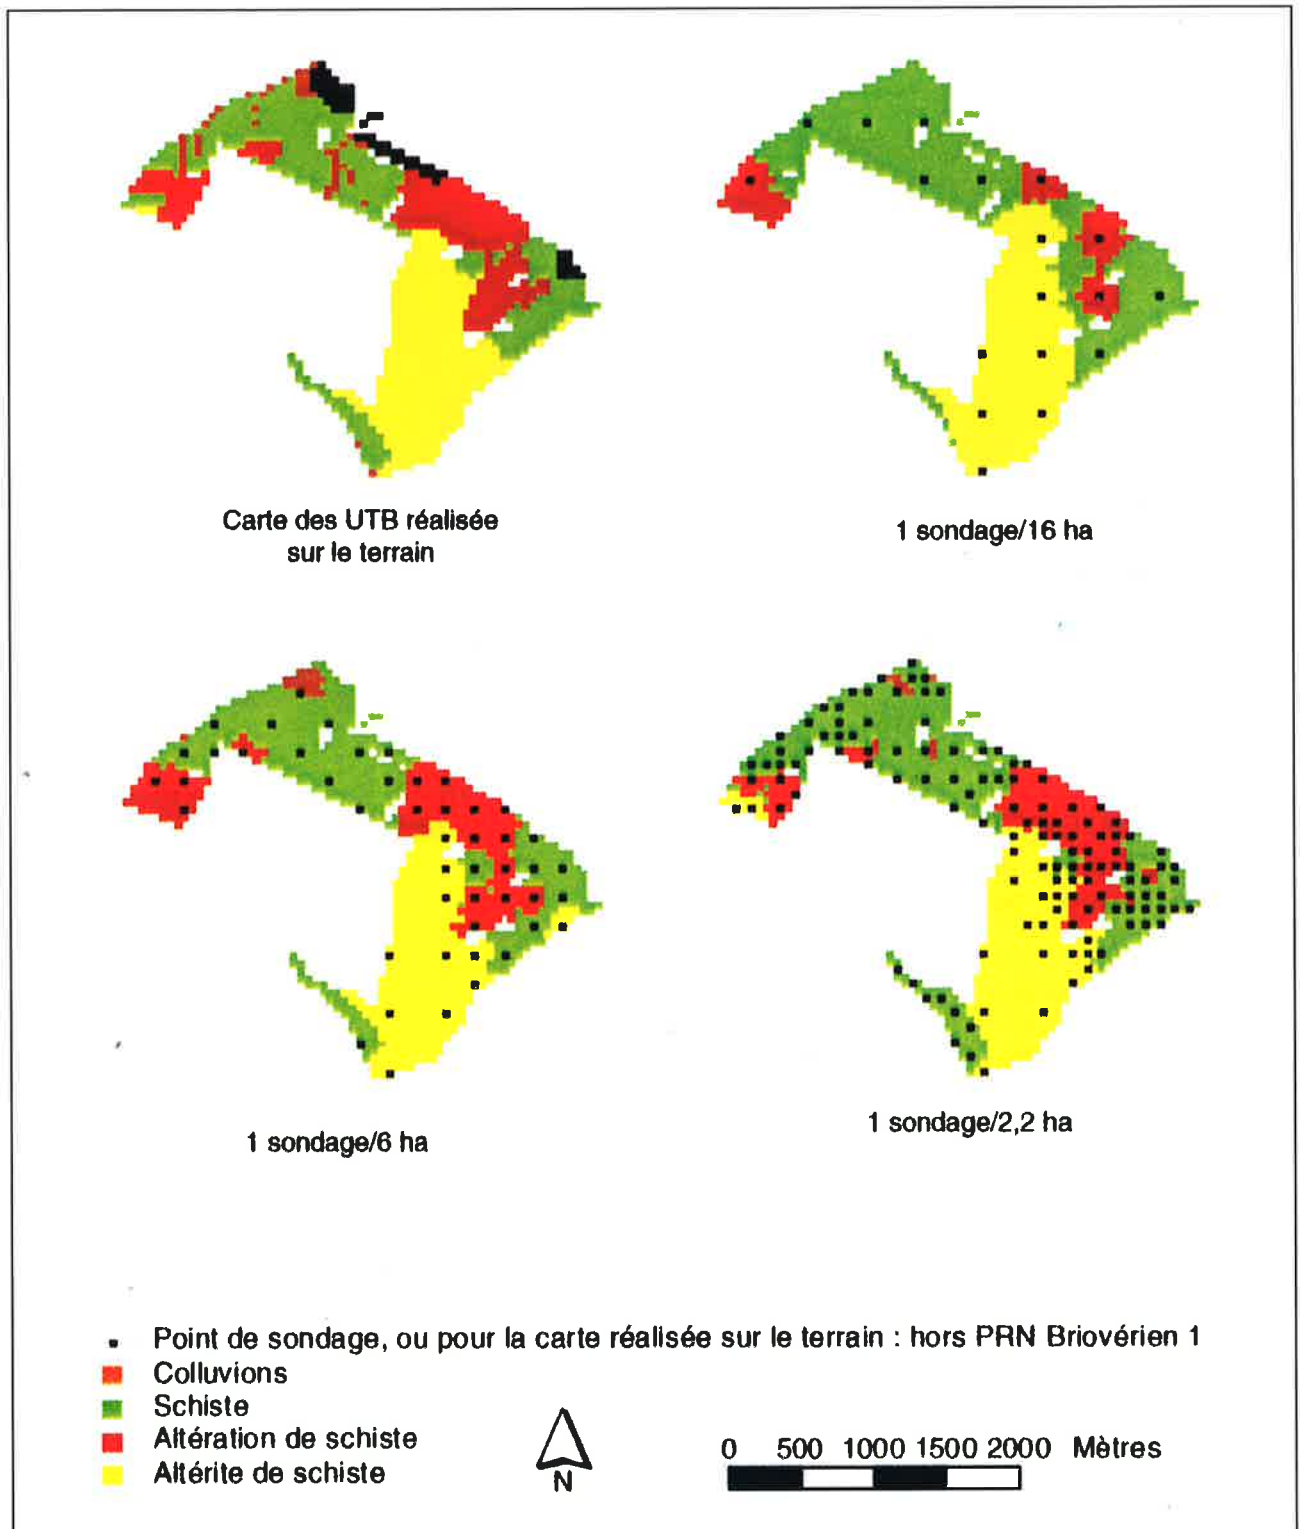 Carte des UTB réalisée
sur le terrain
1 sondage/16 ha
1 sondage/6 ha
1 sondage/2,2 ha
Point de sondage, ou pour la carte réalisée sur le terrain : hors PRN Briovérien 1
Colluvions
Schiste
Altération de schiste
Altérite de schiste
N
0 500 1000 1500 2000 Mètres